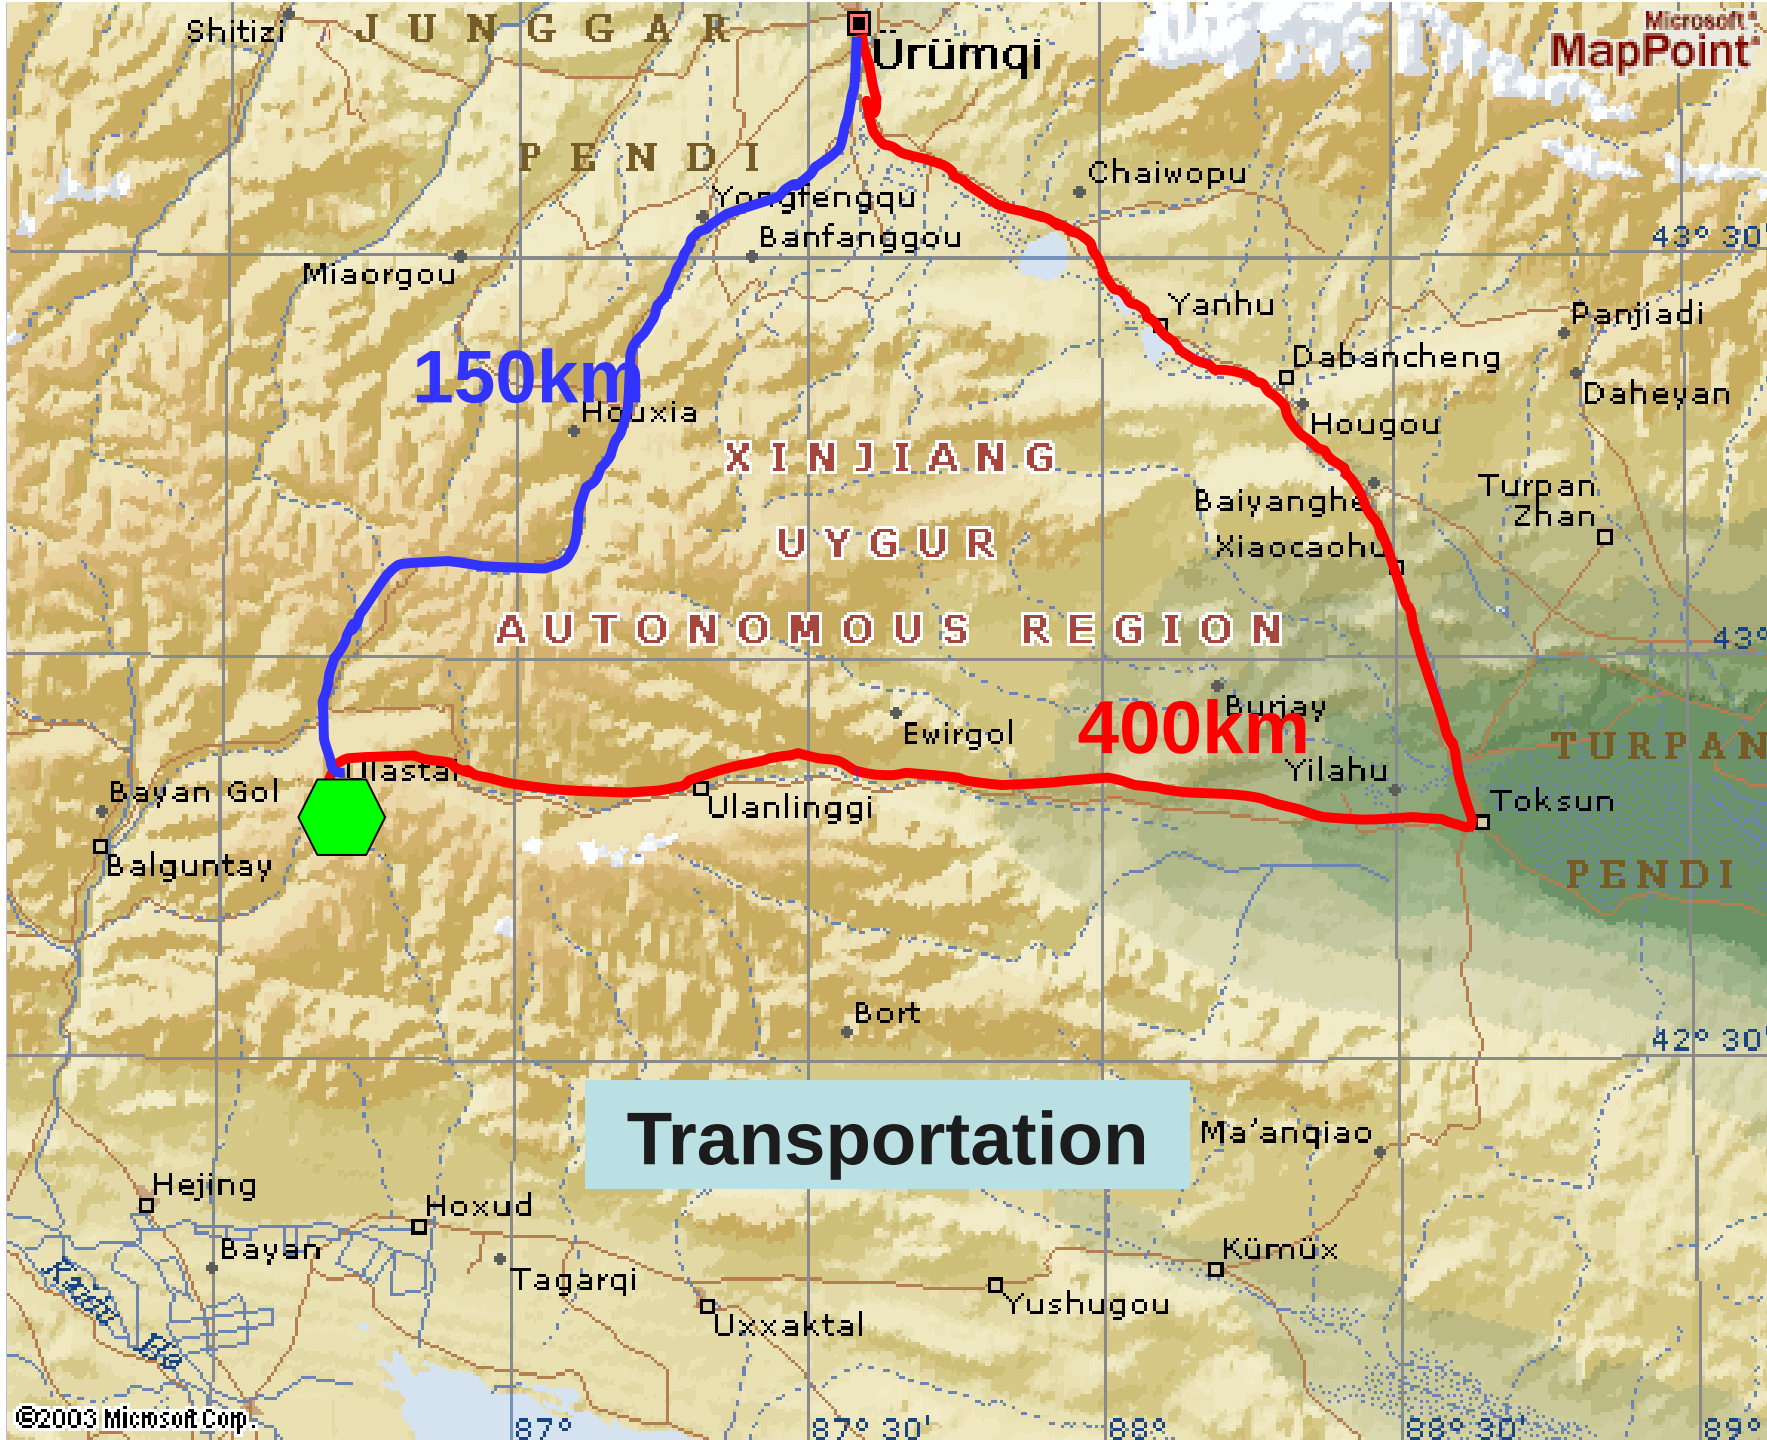 Microsoft®
MapPoint®
Shitizi
JUNGGAR
Ürümqi
PENDI
Chaiwopu
Yongfengqu
Banfanggou
43° 30'
Miaorgou
Yanhu
Panjiadi
150km
Dabancheng
Daheyan
Houxia
Hougou
XINJIANG
Turpan
Zhan
Baiyanghe
UYGUR
Xiaocaohu
AUTONOMOUS REGION
43°
Burjay
400km
Ewirgol
TURPAN
Ulastai
Yilahu
Bayan Gol
Ulanlinggi
Toksun
Balguntay
PENDI
Bort
42° 30'
Transportation
Ma'anqiao
Hejing
Hoxud
Bayan
Kümüx
Tagarqi
Kaidu
He
Yushugou
Uxxaktal
©2003 Microsoft Corp.
87°
87° 30'
88°
88° 30'
89°